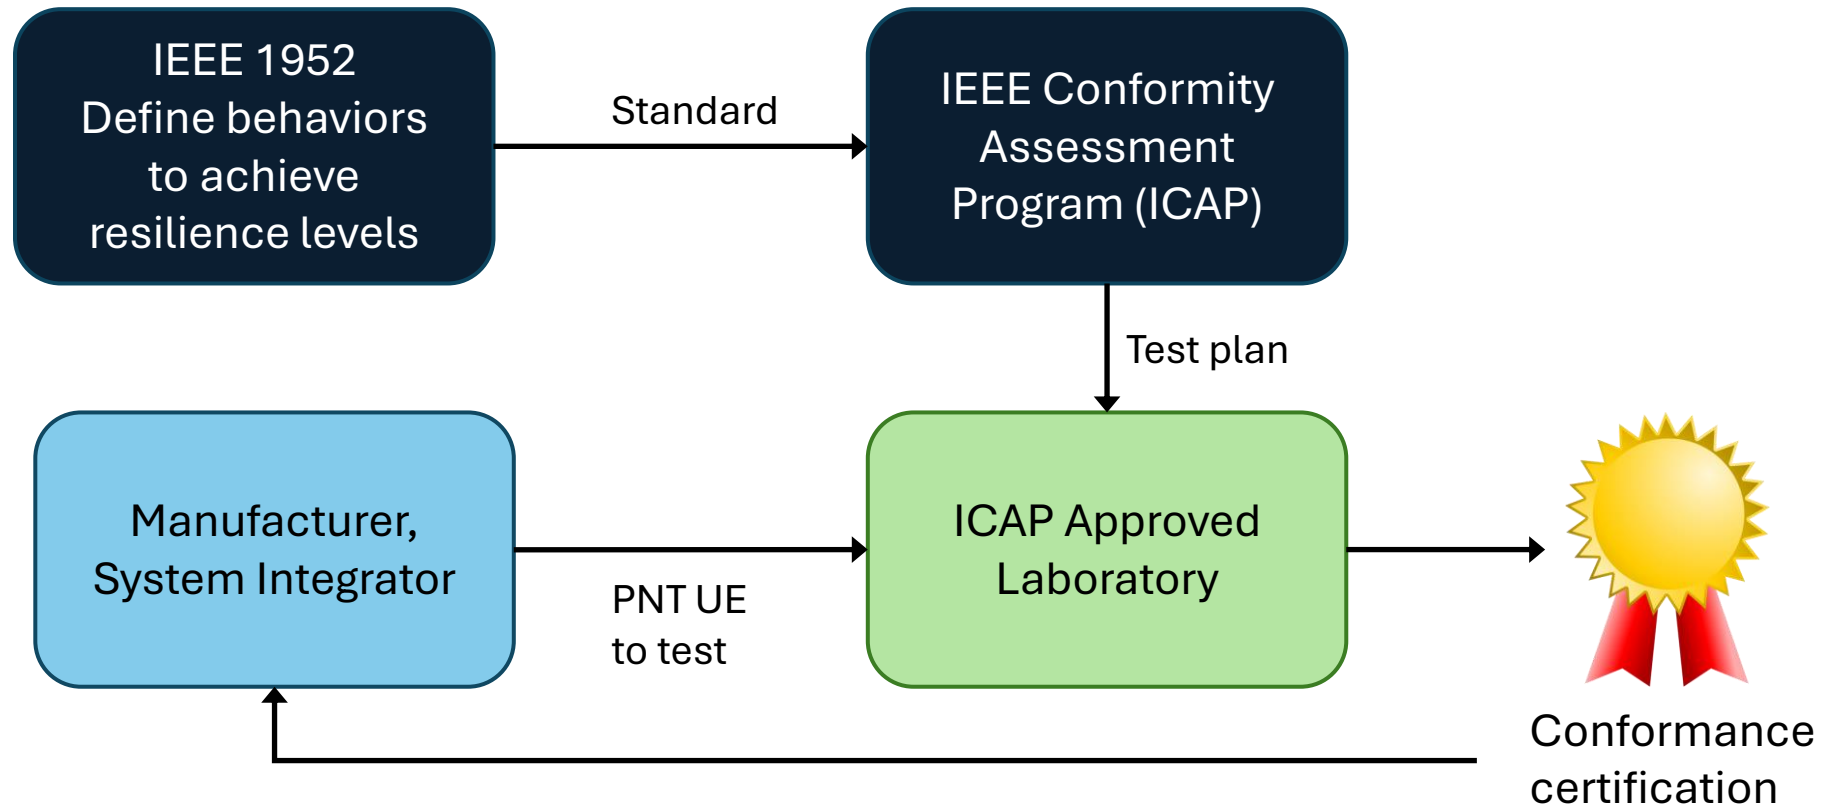 IEEE 1952
Define behaviors
to achieve
resilience levels
Standard
IEEE Conformity
Assessment
Program (ICAP)
Test plan
Manufacturer,
System Integrator
PNT UE
to test
ICAP Approved
Laboratory
Conformance
certification